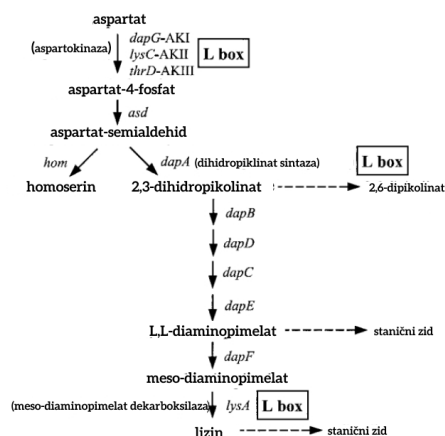 aspartat
dapG-AKI
(aspartokinaza) lysC-AKII L box
thrD-AKIII
aspartat-4-fosfat
asd
aspartat-semialdehid
hom dapA (dihidropiklinat sintaza) L box
homoserin 2,3-dihidropikolinat 2,6-dipikolinat
dapB
dapD
dapC
dapE
L,L-diaminopimelat stanični zid
dapF
meso-diaminopimelat
(meso-diaminopimelat dekarboksilaza) lysA L box
lizin stanični zid